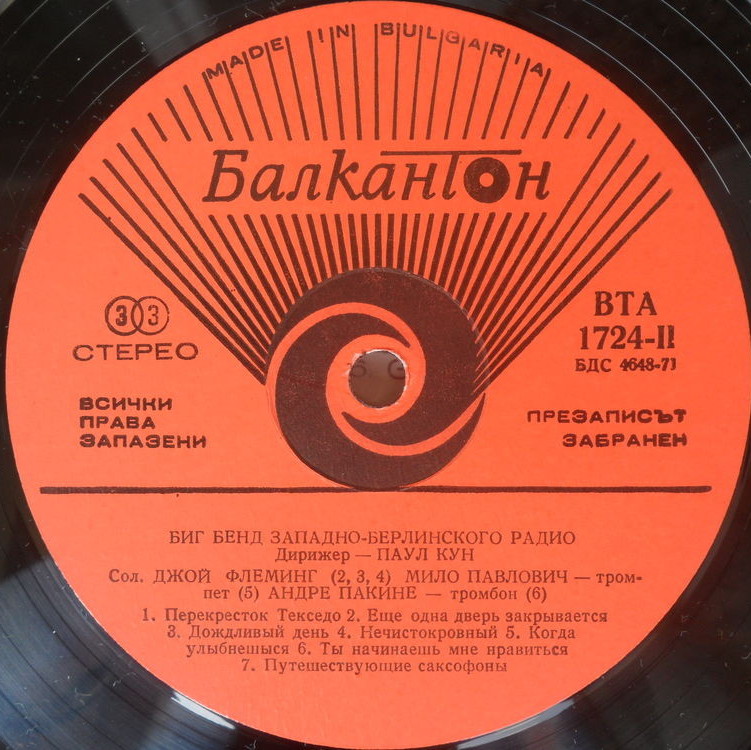 MADE IN BULGARIA
Балкантон
33
СТЕРЕО
ВТА
1724-II
БДС 4648-71
ВСИЧКИ
ПРАВА
ЗАПАЗЕНИ
ПРЕЗАПИСЪТ
ЗАБРАНЕН
БИГ БЕНД ЗАПАДНО-БЕРЛИНСКОГО РАДИО
Дирижер — ПАУЛ КУН
Сол. ДЖОЙ ФЛЕМИНГ (2, 3, 4) МИЛО ПАВЛОВИЧ — тром-
пет (5) АНДРЕ ПАКИНЕ — тромбон (6)
1. Перекресток Текседо 2. Еще одна дверь закрывается
3. Дождливый день 4. Нечистокровный 5. Когда
улыбнешыся 6. Ты начинаешь мне нравиться
7. Путешествующие саксофоны